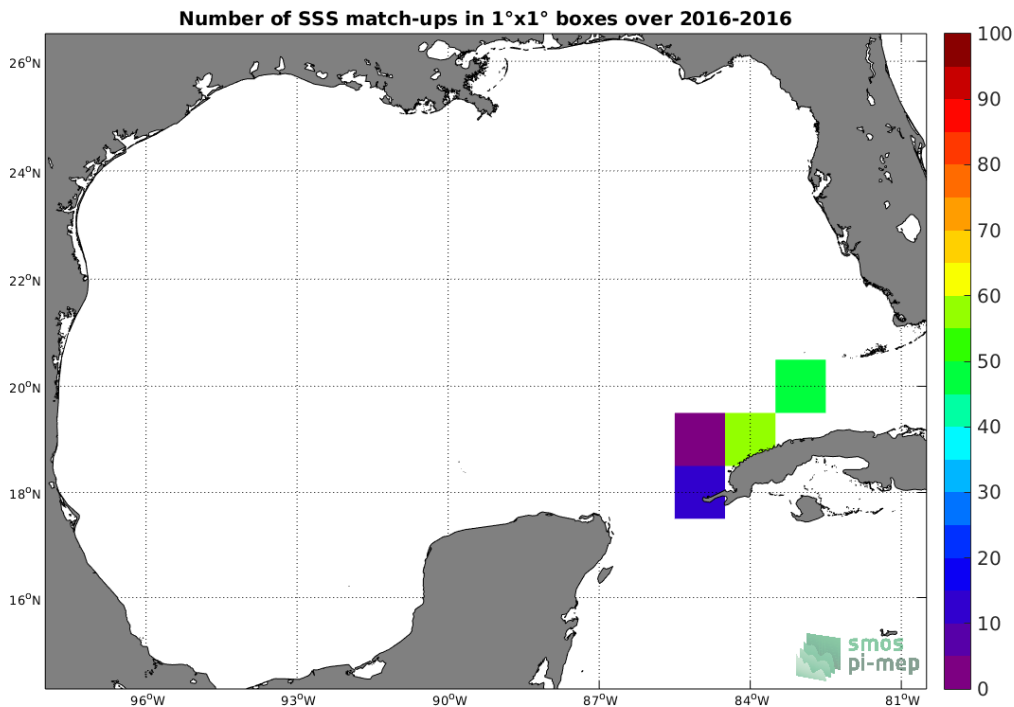 Number of SSS match-ups in 1°x1° boxes over 2016-2016
26°N
24°N
22°N
20°N
18°N
16°N
96°W
93°W
90°W
87°W
84°W
81°W
100
90
80
70
60
50
40
30
20
10
0
smos
pi-mep